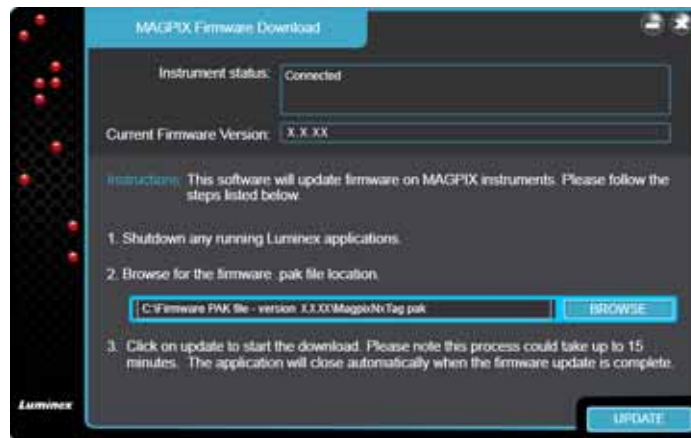 MAGPIX Firmware Download
Instrument status:
Connected
Current Firmware Version:
X.X.XX
Instructions: This software will update firmware on MAGPIX instruments. Please follow the
steps listed below.
1. Shutdown any running Luminex applications.
2. Browse for the firmware .pak file location.
C:\Firmware PAK file - version X.X.XX\MagpixNxTag.pak
BROWSE
3. Click on update to start the download. Please note this process could take up to 15
minutes. The application will close automatically when the firmware update is complete.
Luminex
UPDATE